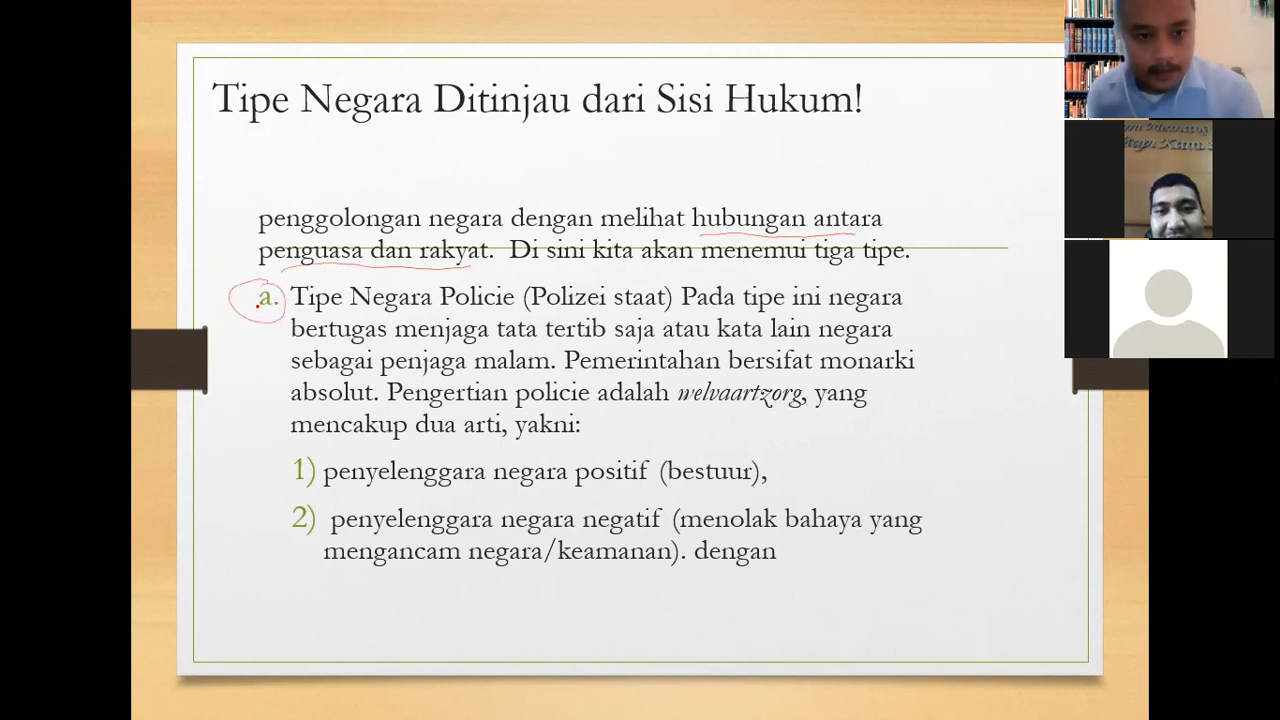 Tipe Negara Ditinjau dari Sisi Hukum!
penggolongan negara dengan melihat hubungan antara
penguasa dan rakyat. Di sini kita akan menemui tiga tipe.
a. Tipe Negara Policie (Polizei staat) Pada tipe ini negara
bertugas menjaga tata tertib saja atau kata lain negara
sebagai penjaga malam. Pemerintahan bersifat monarki
absolut. Pengertian policie adalah welvaartzorg, yang
mencakup dua arti, yakni:
1) penyelenggara negara positif (bestuur),
2) penyelenggara negara negatif (menolak bahaya yang
mengancam negara/keamanan). dengan